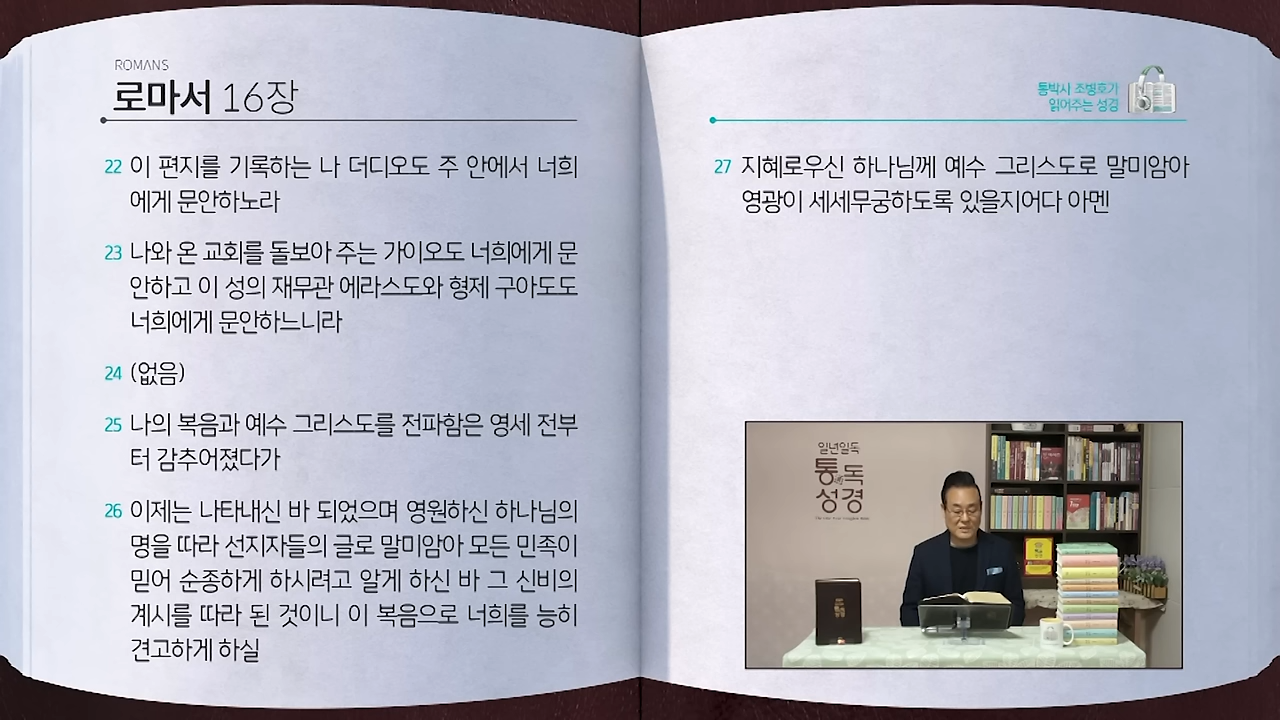 ROMANS
로마서 16장
22 이 편지를 기록하는 나 더디오도 주 안에서 너희
에게 문안하노라
23 나와 온 교회를 돌보아 주는 가이오도 너희에게 문
안하고 이 성의 재무관 에라스도와 형제 구아도도
너희에게 문안하느니라
24 (없음)
25 나의 복음과 예수 그리스도를 전파함은 영세 전부
터 감추어졌다가
26 이제는 나타내신 바 되었으며 영원하신 하나님의
명을 따라 선지자들의 글로 말미암아 모든 민족이
믿어 순종하게 하시려고 알게 하신 바 그 신비의
계시를 따라 된 것이니 이 복음으로 너희를 능히
견고하게 하실
통박사 조병호가
읽어주는 성경
27 지혜로우신 하나님께 예수 그리스도로 말미암아
영광이 세세무궁하도록 있을지어다 아멘
일년일독
통독
성경